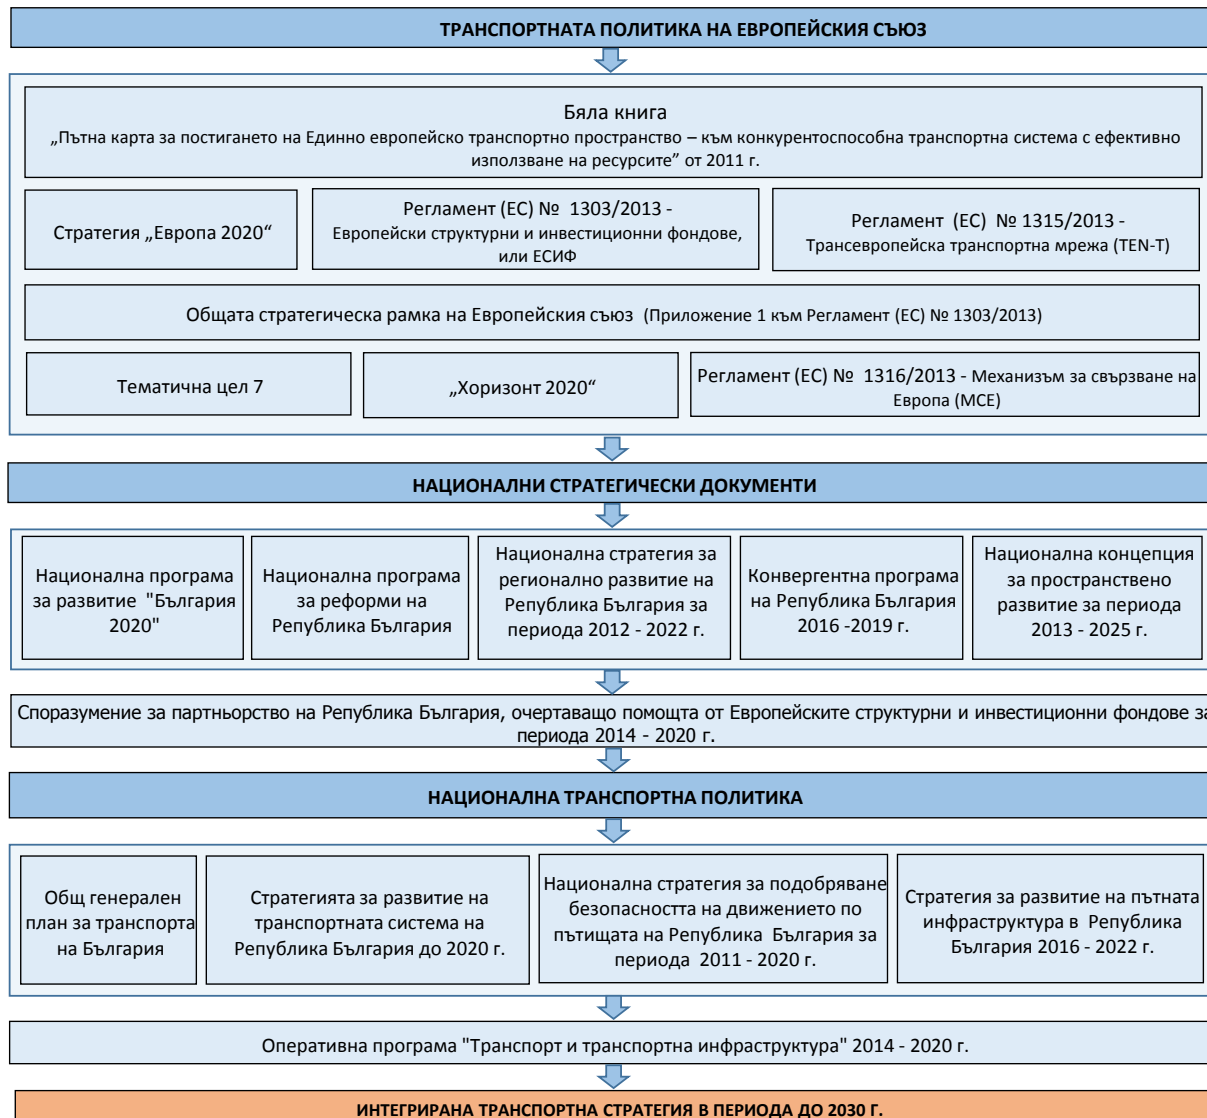 ТРАНСПОРТНАТА ПОЛИТИКА НА ЕВРОПЕЙСКИЯ СЪЮЗ
Бяла книга
„Пътна карта за постигането на Единно европейско транспортно пространство – към конкурентоспособна транспортна система с ефективно
използване на ресурсите” от 2011 г.
Стратегия „Европа 2020“
Регламент (ЕС) № 1303/2013 -
Европейски структурни и инвестиционни фондове,
или ЕСИФ
Регламент (ЕС) № 1315/2013 -
Трансевропейска транспортна мрежа (TEN-T)
Общата стратегическа рамка на Европейския съюз (Приложение 1 към Регламент (ЕС) № 1303/2013)
Тематична цел 7
„Хоризонт 2020“
Регламент (ЕС) № 1316/2013 - Механизъм за свързване на
Европа (МСЕ)
НАЦИОНАЛНИ СТРАТЕГИЧЕСКИ ДОКУМЕНТИ
Национална програма
за развитие "България
2020"
Национална програма
за реформи на
Република България
Национална стратегия за
регионално развитие на
Република България за
периода 2012 - 2022 г.
Конвергентна програма
на Република България
2016 -2019 г.
Национална концепция
за пространствено
развитие за периода
2013 - 2025 г.
Споразумение за партньорство на Република България, очертаващо помощта от Европейските структурни и инвестиционни фондове за
периода 2014 - 2020 г.
НАЦИОНАЛНА ТРАНСПОРТНА ПОЛИТИКА
Общ генерален
план за транспорта
на България
Стратегията за развитие на
транспортната система на
Република България до 2020 г.
Национална стратегия за подобряване
безопасността на движението по
пътищата на Република България за
периода 2011 - 2020 г.
Стратегия за развитие на пътната
инфраструктура в Република
България 2016 - 2022 г.
Оперативна програма "Транспорт и транспортна инфраструктура" 2014 - 2020 г.
ИНТЕГРИРАНА ТРАНСПОРТНА СТРАТЕГИЯ В ПЕРИОДА ДО 2030 Г.